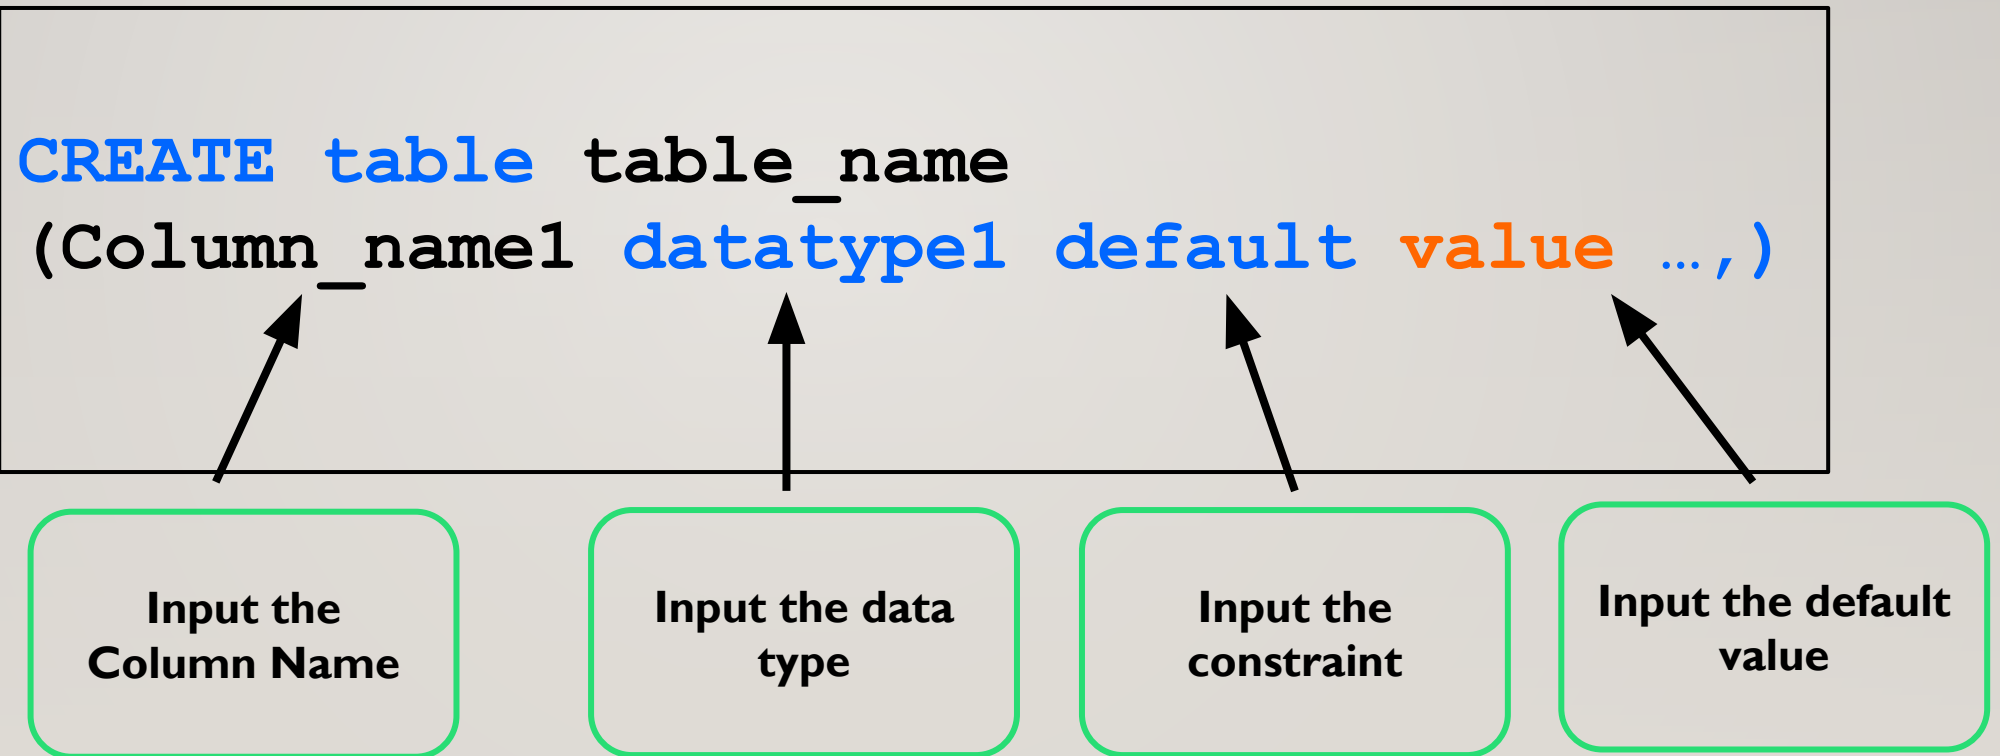 CREATE table table_name
(Column_name1 datatype1 default value …,)
Input the
Column Name
Input the data
type
Input the
constraint
Input the default
value